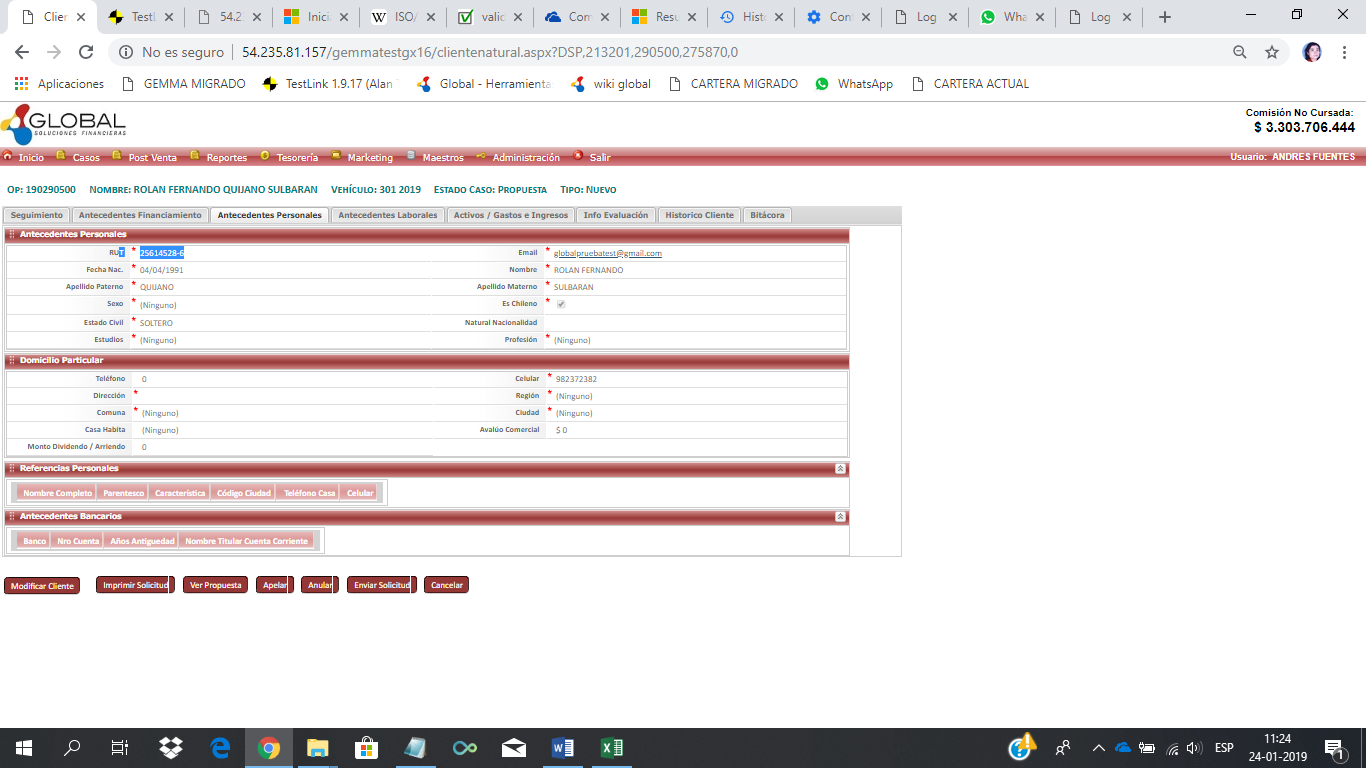 Clier
TestL
54.2
Inicia
ISO/
valid
Com
Resu
Hist
Cont
Log
Wha
Log
No es seguro | 54.235.81.157/gemmatestgx16/clientenatural.aspx?DSP,213201,290500,275870,0
Aplicaciones GEMMA MIGRADO TestLink 1.9.17 (Alan Global - Herramienta wiki global CARTERA MIGRADO WhatsApp CARTERA ACTUAL
GLOBAL
SOLUCIONES FINANCIERAS
Comisión No Cursada:
$ 3.303.706.444
Inicio Casos Post Venta Reportes Tesorería Marketing Maestros Administración Salir Usuario: ANDRES FUENTES
OP: 190290500 NOMBRE: ROLAN FERNANDO QUIJANO SULBARAN VEHÍCULO: 301 2019 ESTADO CASO: PROPUESTA TIPO: NUEVO
Seguimiento Antecedentes Financiamiento Antecedentes Personales Antecedentes Laborales Activos / Gastos e Ingresos Info Evaluación Historico Cliente Bitácora
Antecedentes Personales
RUT * 25614528-6 Email * globalpruebatest@gmail.com
Fecha Nac. * 04/04/1991 Nombre * ROLAN FERNANDO
Apellido Paterno * QUIJANO Apellido Materno * SULBARAN
Sexo * (Ninguno) Es Chileno *
Estado Civil * SOLTERO Natural Nacionalidad
Estudios * (Ninguno) Profesión * (Ninguno)
Domicilio Particular
Teléfono 0 Celular * 982372382
Dirección * Región * (Ninguno)
Comuna * (Ninguno) Ciudad * (Ninguno)
Casa Habita (Ninguno) Avalúo Comercial $ 0
Monto Dividendo / Arriendo 0
Referencias Personales
Nombre Completo Parentesco Característica Código Ciudad Teléfono Casa Celular
Antecedentes Bancarios
Banco Nro Cuenta Años Antiguedad Nombre Titular Cuenta Corriente
Modificar Cliente Imprimir Solicitud Ver Propuesta Apelar Anular Enviar Solicitud Cancelar
ESP
11:24
24-01-2019
1